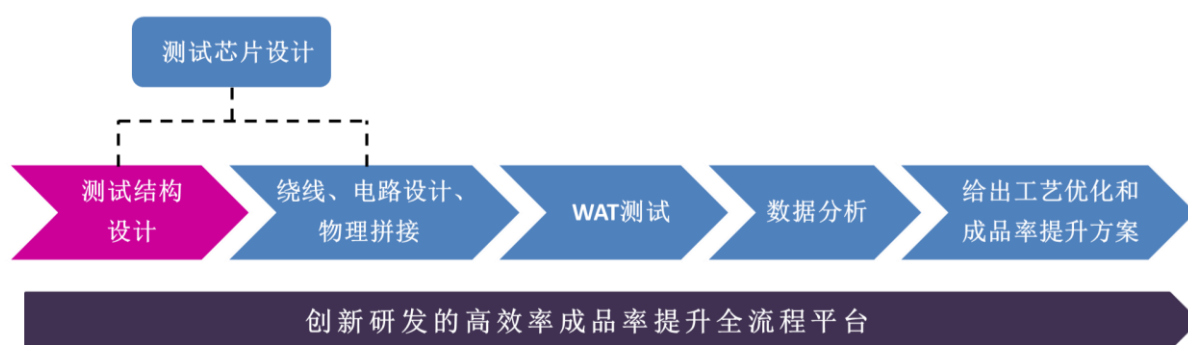 测试芯片设计
测试结构
设计
绕线、电路设计、
物理拼接
WAT测试
数据分析
给出工艺优化和
成品率提升方案
创新研发的高效率成品率提升全流程平台